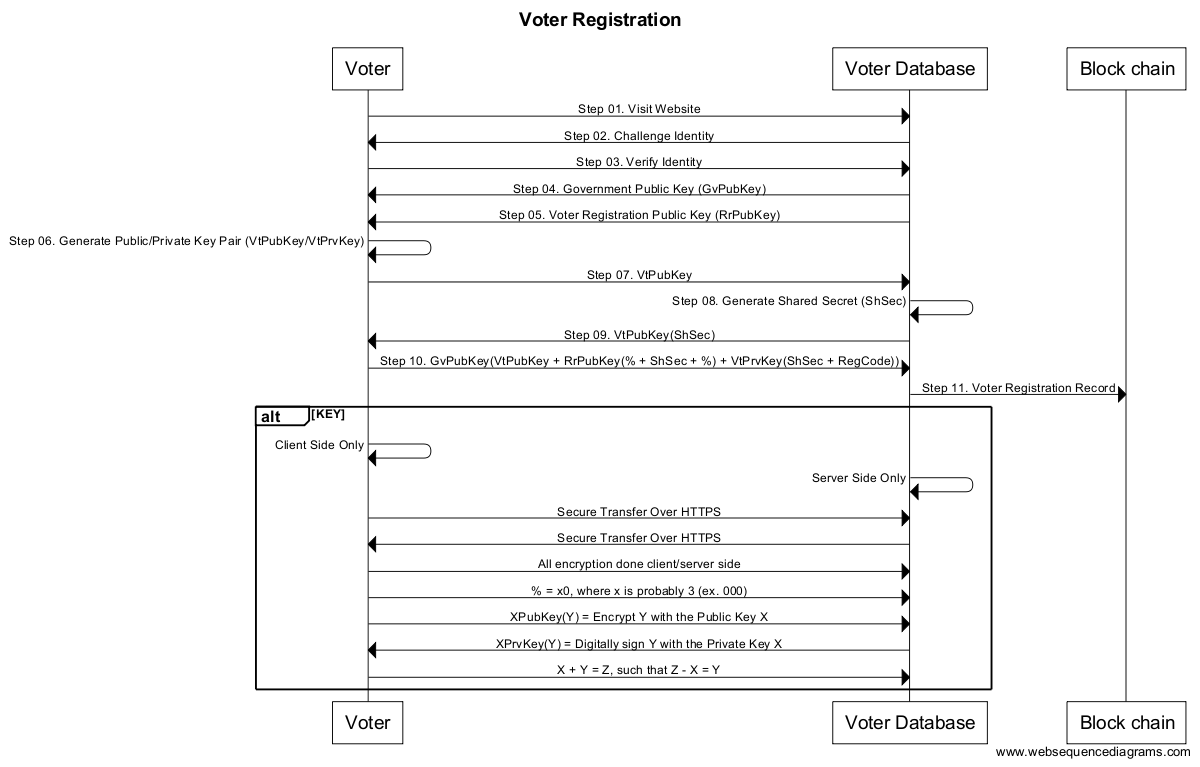 Voter Registration
Voter
Voter Database
Block chain
Step 01. Visit Website
Step 02. Challenge Identity
Step 03. Verify Identity
Step 04. Government Public Key (GvPubKey)
Step 05. Voter Registration Public Key (RrPubKey)
Step 06. Generate Public/Private Key Pair (VtPubKey/VtPrvKey)
Step 07. VtPubKey
Step 08. Generate Shared Secret (ShSec)
Step 09. VtPubKey(ShSec)
Step 10. GvPubKey(VtPubKey + RrPubKey(% + ShSec + %) + VtPrvKey(ShSec + RegCode))
Step 11. Voter Registration Record
alt [KEY]
Client Side Only
Server Side Only
Secure Transfer Over HTTPS
Secure Transfer Over HTTPS
All encryption done client/server side
% = x0, where x is probably 3 (ex. 000)
XPubKey(Y) = Encrypt Y with the Public Key X
XPrvKey(Y) = Digitally sign Y with the Private Key X
X + Y = Z, such that Z - X = Y
Voter
Voter Database
Block chain
www.websequencediagrams.com